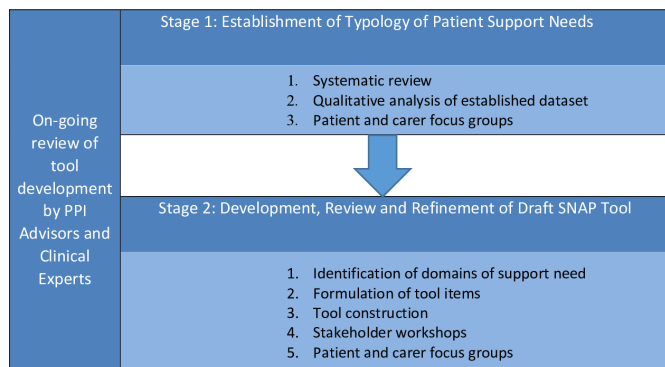 On-going
review of
tool
development
by PPI
Advisors and
Clinical
Experts
Stage 1: Establishment of Typology of Patient Support Needs
1. Systematic review
2. Qualitative analysis of established dataset
3. Patient and carer focus groups
Stage 2: Development, Review and Refinement of Draft SNAP Tool
1. Identification of domains of support need
2. Formulation of tool items
3. Tool construction
4. Stakeholder workshops
5. Patient and carer focus groups